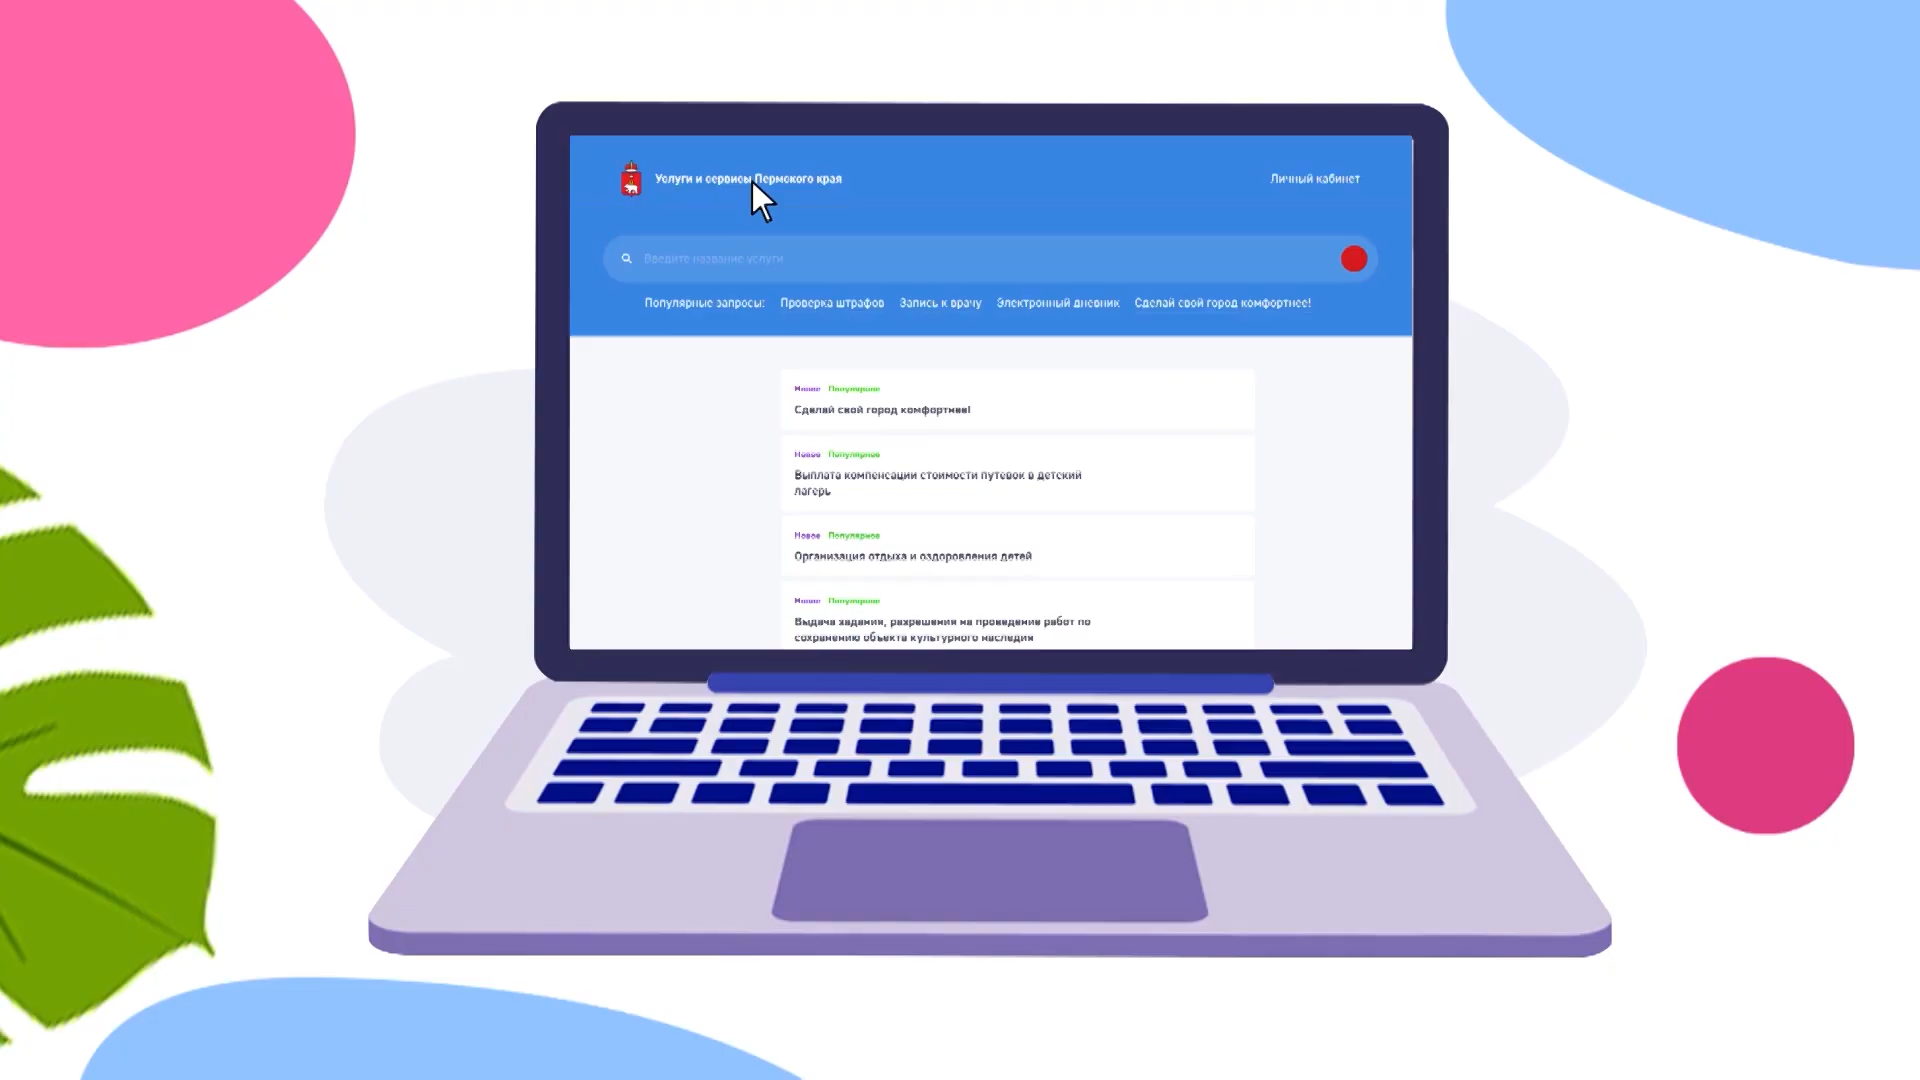 Услуги и сервисы Пермского края
Личный кабинет
Введите название услуги
Популярные запросы: Проверка штрафов Запись к врачу Электронный дневник Сделай свой город комфортнее!
Новое Популярное
Сделай свой город комфортнее!
Новое Популярное
Выплата компенсации стоимости путевок в детский
лагерь
Новое Популярное
Организация отдыха и оздоровления детей
Новое Популярное
Выдача задания, разрешения на проведение работ по
сохранению объекта культурного наследия